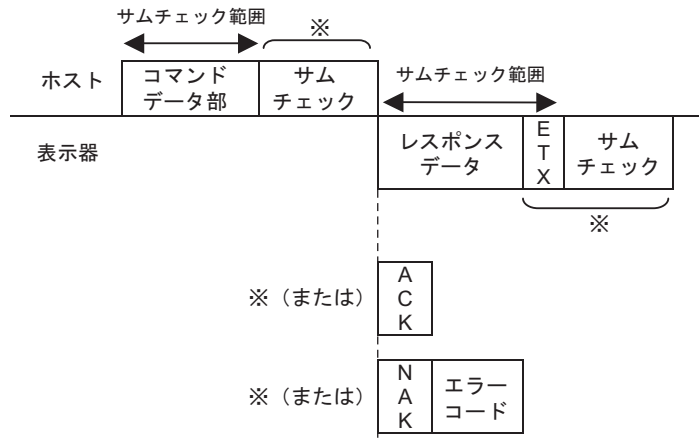 サムチェック範囲
※
ホスト
コマンド
データ部
サム
チェック
サムチェック範囲
表示器
レスポンス
データ
ETX
サム
チェック
※
※（または）
ACK
※（または）
NAK
エラー
コード